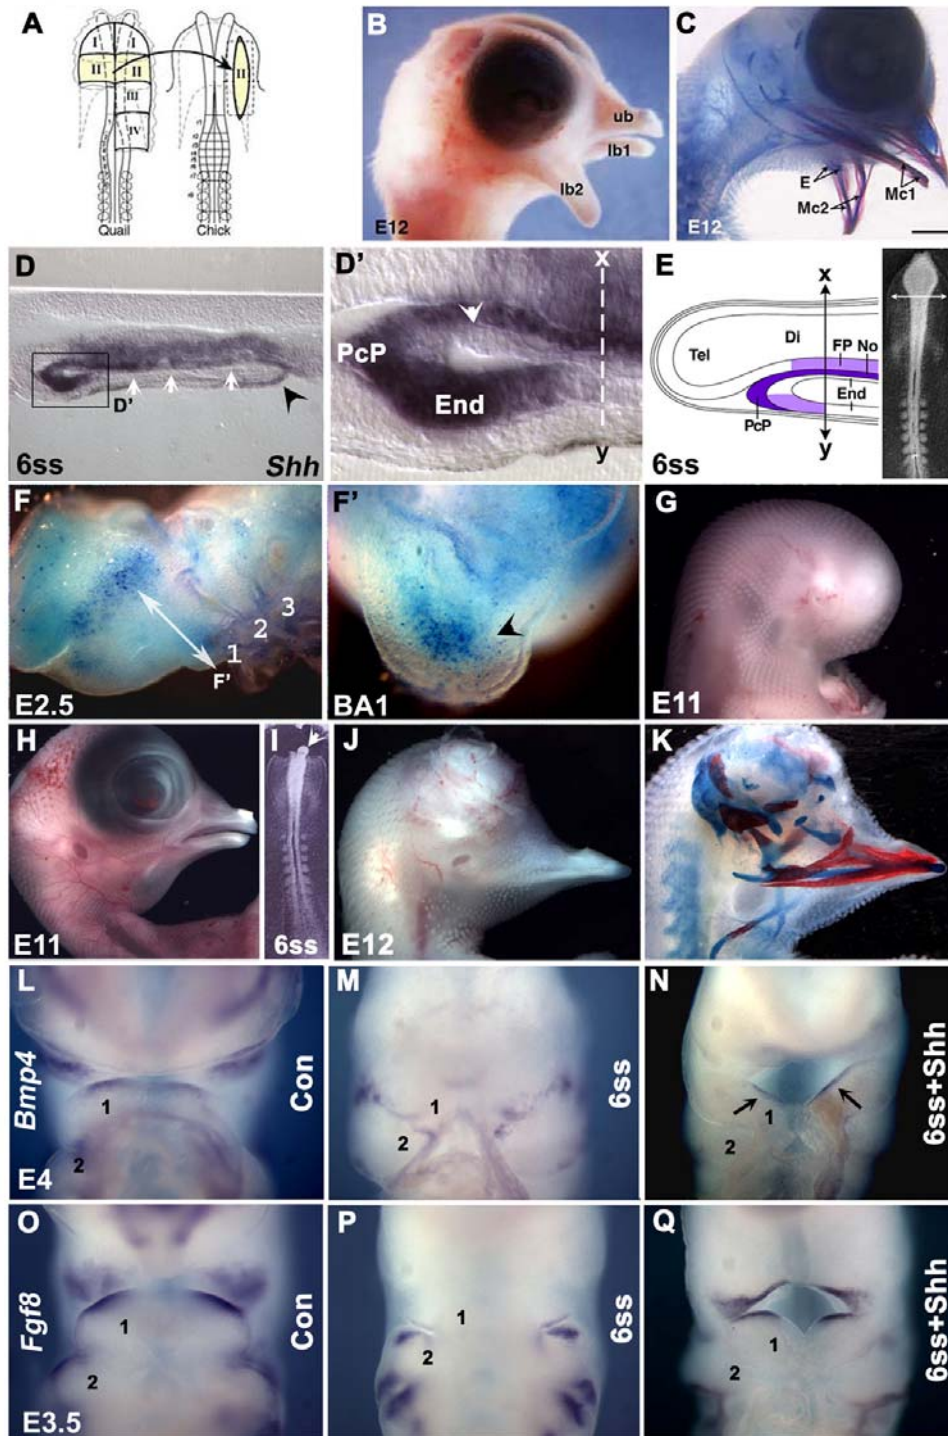 A
I I
II II II
III
IV
Quail Chick
B
ub
lb1
lb2
E12
C
E
Mc2
Mc1
E12
D
D'
6ss
Shh
D'
x
PcP
End
y
E
x
Di
Tel
FP No
End
PcP
y
6ss
F
3
2
1
F'
E2.5
F'
BA1
G
E11
H
E11
I
6ss
J
E12
K
L
Bmp4
Con
1
2
E4
M
6ss
1
2
N
6ss+Shh
1
2
O
Fgf8
Con
1
2
E3.5
P
6ss
1
2
Q
6ss+Shh
1
2